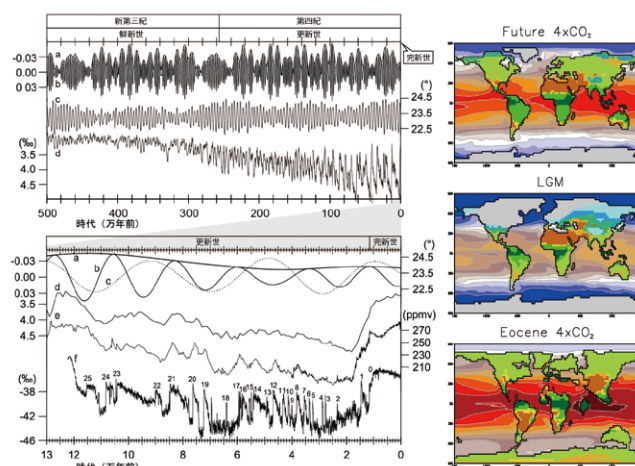 新第三紀 第四紀
鮮新世 更新世
完新世
-0.03
0.00
0 03
a
b
c
d
24.5
23.5
22.5
(°)
(‰)
3.5
4.0
4.5
500 400 300 200 100 0
時代（万年前）
更新世 完新世
-0.03
0.00
0.03
3.5
4.0
4.5
a
b
c
d
e
f
(°)
24.5
23.5
22.5
(ppmv)
270
250
230
210
(‰)
-38
-42
-46
25 24 23 22 21 20 19 18 17 16 15 14 13 12 11 10 9 8 7 6 5 4 3 2 1 0
13 12 10 8 6 4 2 0
時代（万年前）
Future 4xCO₂
LGM
Eocene 4xCO₂